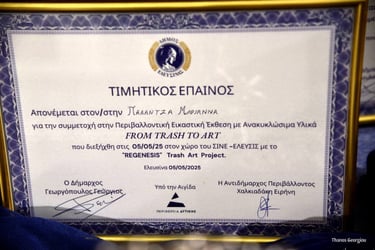 ΔΗΜΟΣ
ΕΛΕΥΣΙΝΑΣ
ΤΙΜΗΤΙΚΟΣ ΕΠΑΙΝΟΣ
Απονέμεται στον/στην
για την συμμετοχή στην Περιβαλλοντική Εικαστική Έκθεση με Ανακυκλώσιμα Υλικά
FROM TRASH TO ART
που διεξήχθη στις 05/05/25 στον χώρο του ΣΙΝΕ –ΕΛΕΥΣΙΣ με το
"REGENESIS" Trash Art Project.
Ελευσίνα 05/05/2025
Ο Δήμαρχος
Γεωργόπουλος Γεώργιος
Υπό την Αιγίδα
ΠΕΡΙΦΕΡΕΙΑ ΑΤΤΙΚΗΣ
Η Αντιδήμαρχος Περιβάλλοντος
Χαλκιαδάκη Ειρήνη
Thanos Georgiou